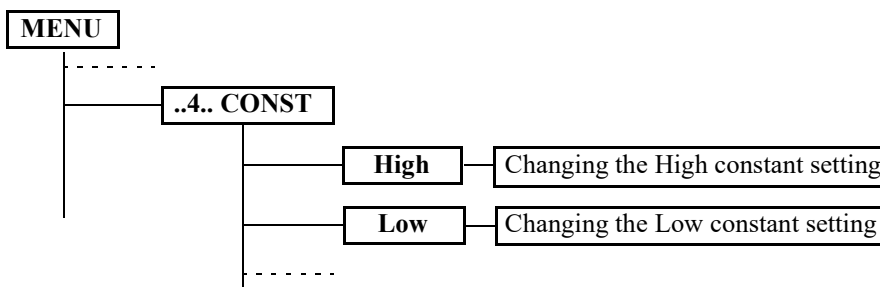 MENU
..4.. CONST
High Changing the High constant setting
Low Changing the Low constant setting